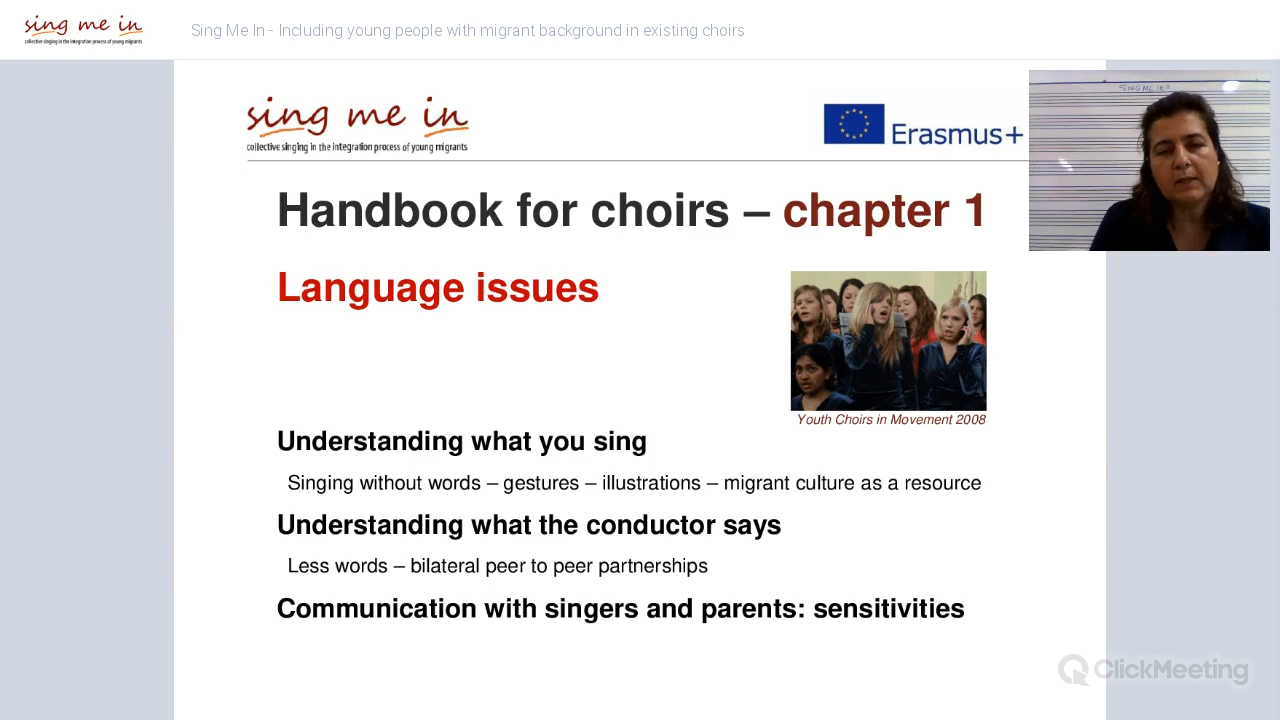 sing me in
collective singing in the integration process of young migrants
Sing Me In - Including young people with migrant background in existing choirs
sing me in
collective singing in the integration process of young migrants
Erasmus+
SING ME IN
Handbook for choirs – chapter 1
Language issues
Youth Choirs in Movement 2008
Understanding what you sing
Singing without words – gestures – illustrations – migrant culture as a resource
Understanding what the conductor says
Less words – bilateral peer to peer partnerships
Communication with singers and parents: sensitivities
ClickMeeting